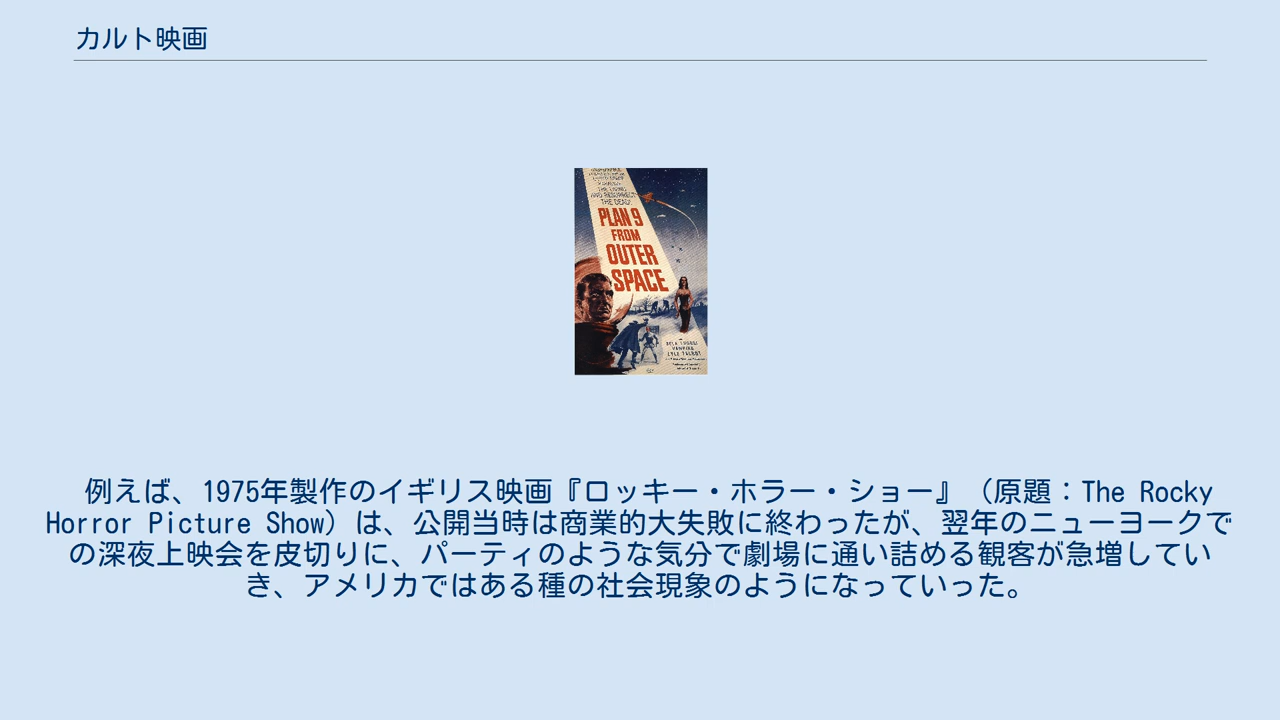 カルト映画
THE DEAD!
PLAN 9
FROM
OUTER
SPACE
例えば、1975年製作のイギリス映画『ロッキー・ホラー・ショー』（原題：The Rocky
Horror Picture Show）は、公開当時は商業的大失敗に終わったが、翌年のニューヨークで
の深夜上映会を皮切りに、パーティのような気分で劇場に通い詰める観客が急増してい
き、アメリカではある種の社会現象のようになっていった。